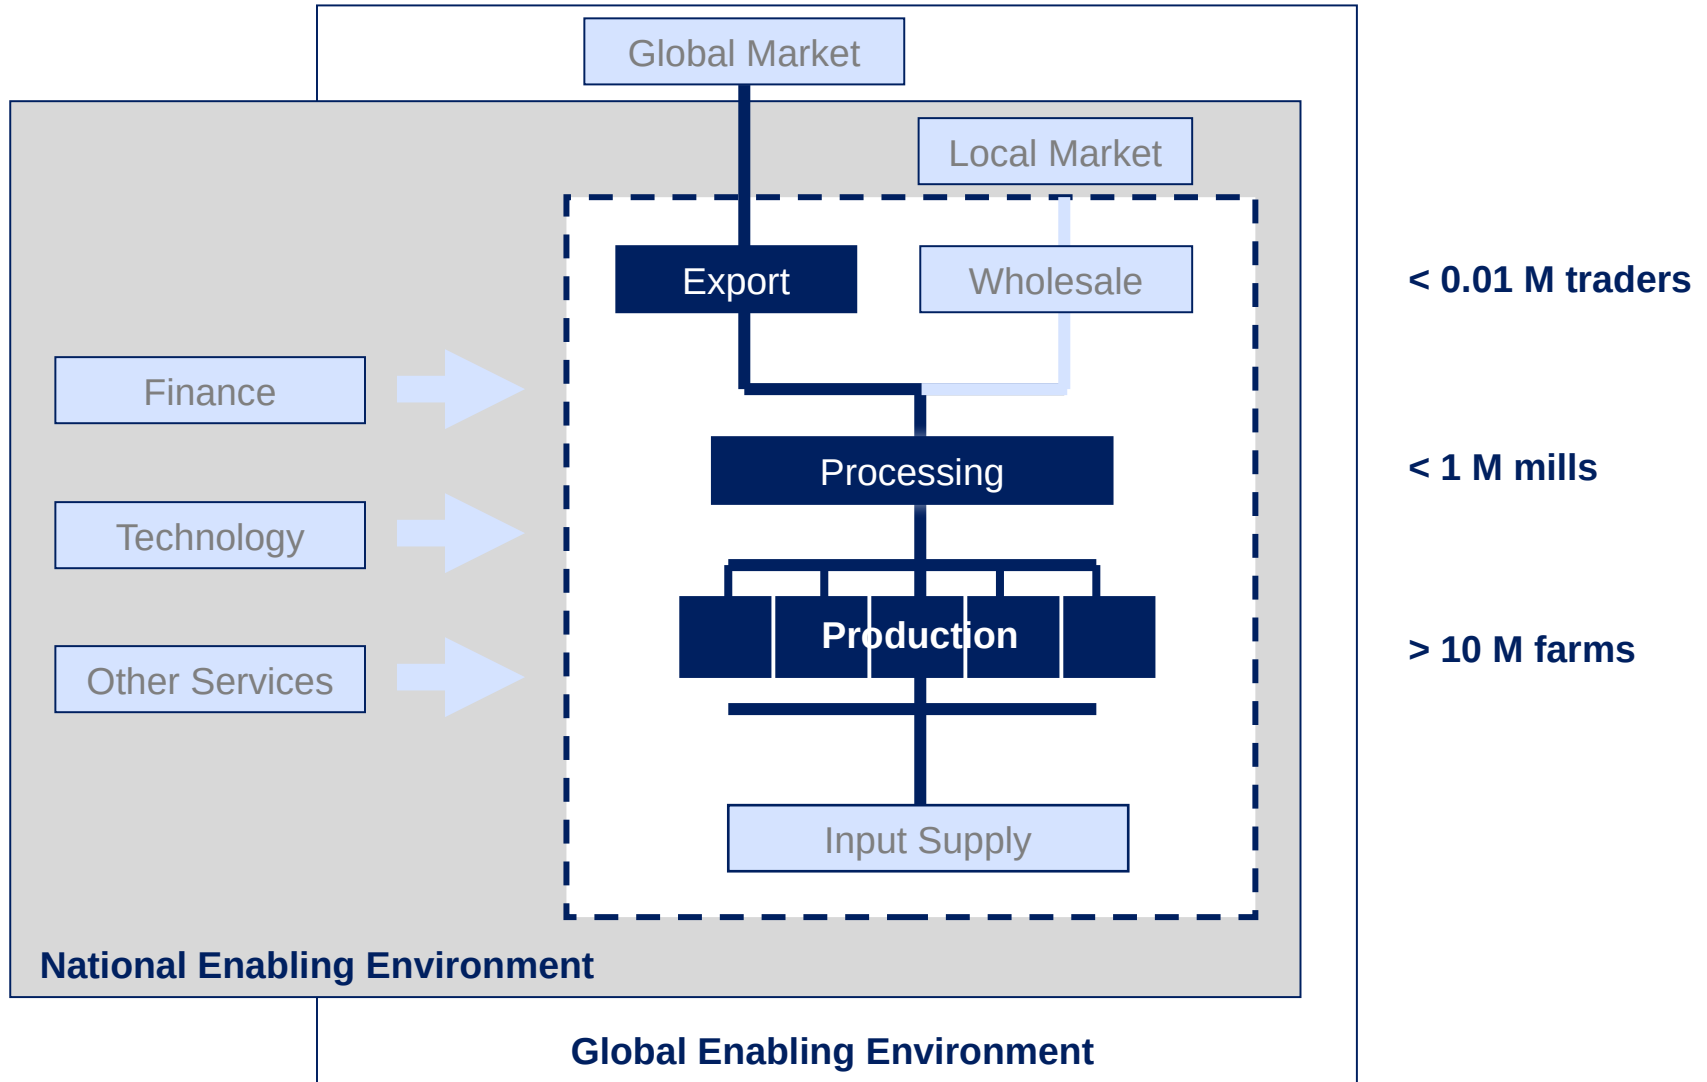 Global Market
Local Market
Export
Wholesale
< 0.01 M traders
Finance
Processing
< 1 M mills
Technology
Production
> 10 M farms
Other Services
Input Supply
National Enabling Environment
Global Enabling Environment